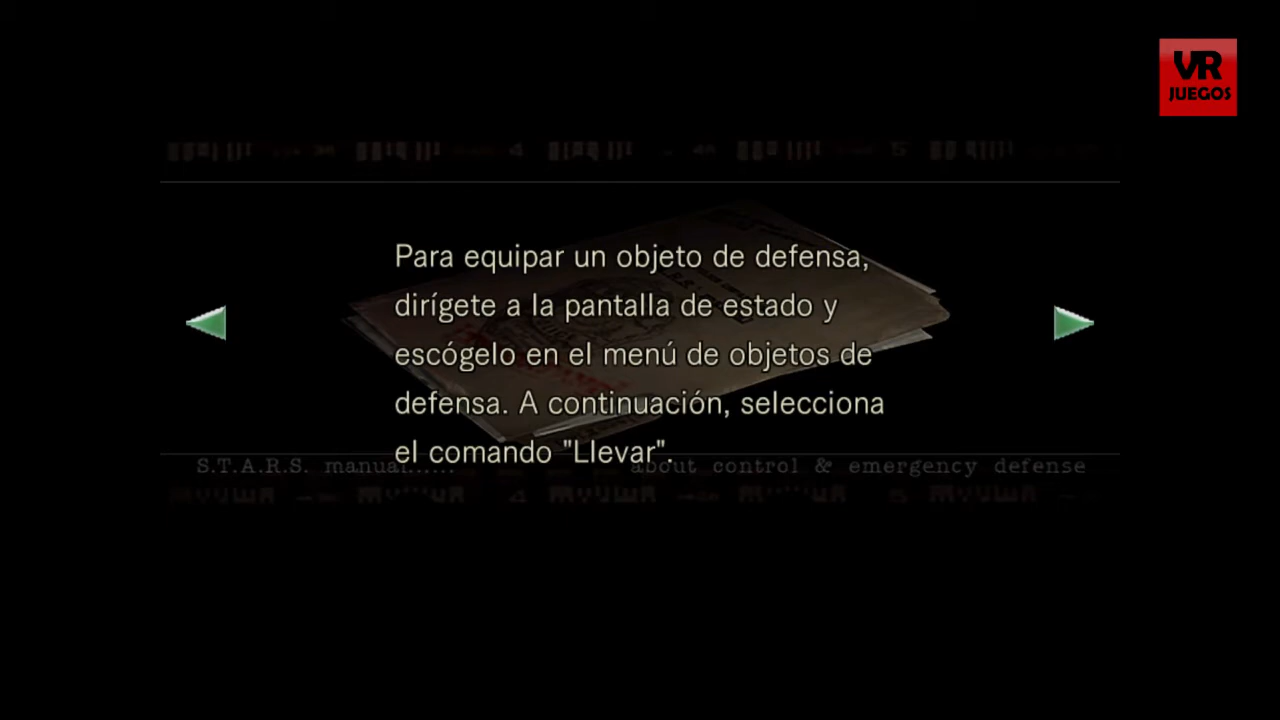 VR
JUEGOS
Para equipar un objeto de defensa,
dirígete a la pantalla de estado y
escógelo en el menú de objetos de
defensa. A continuación, selecciona
el comando "Llevar".
S.T.A.R.S. manual...... about control & emergency defense